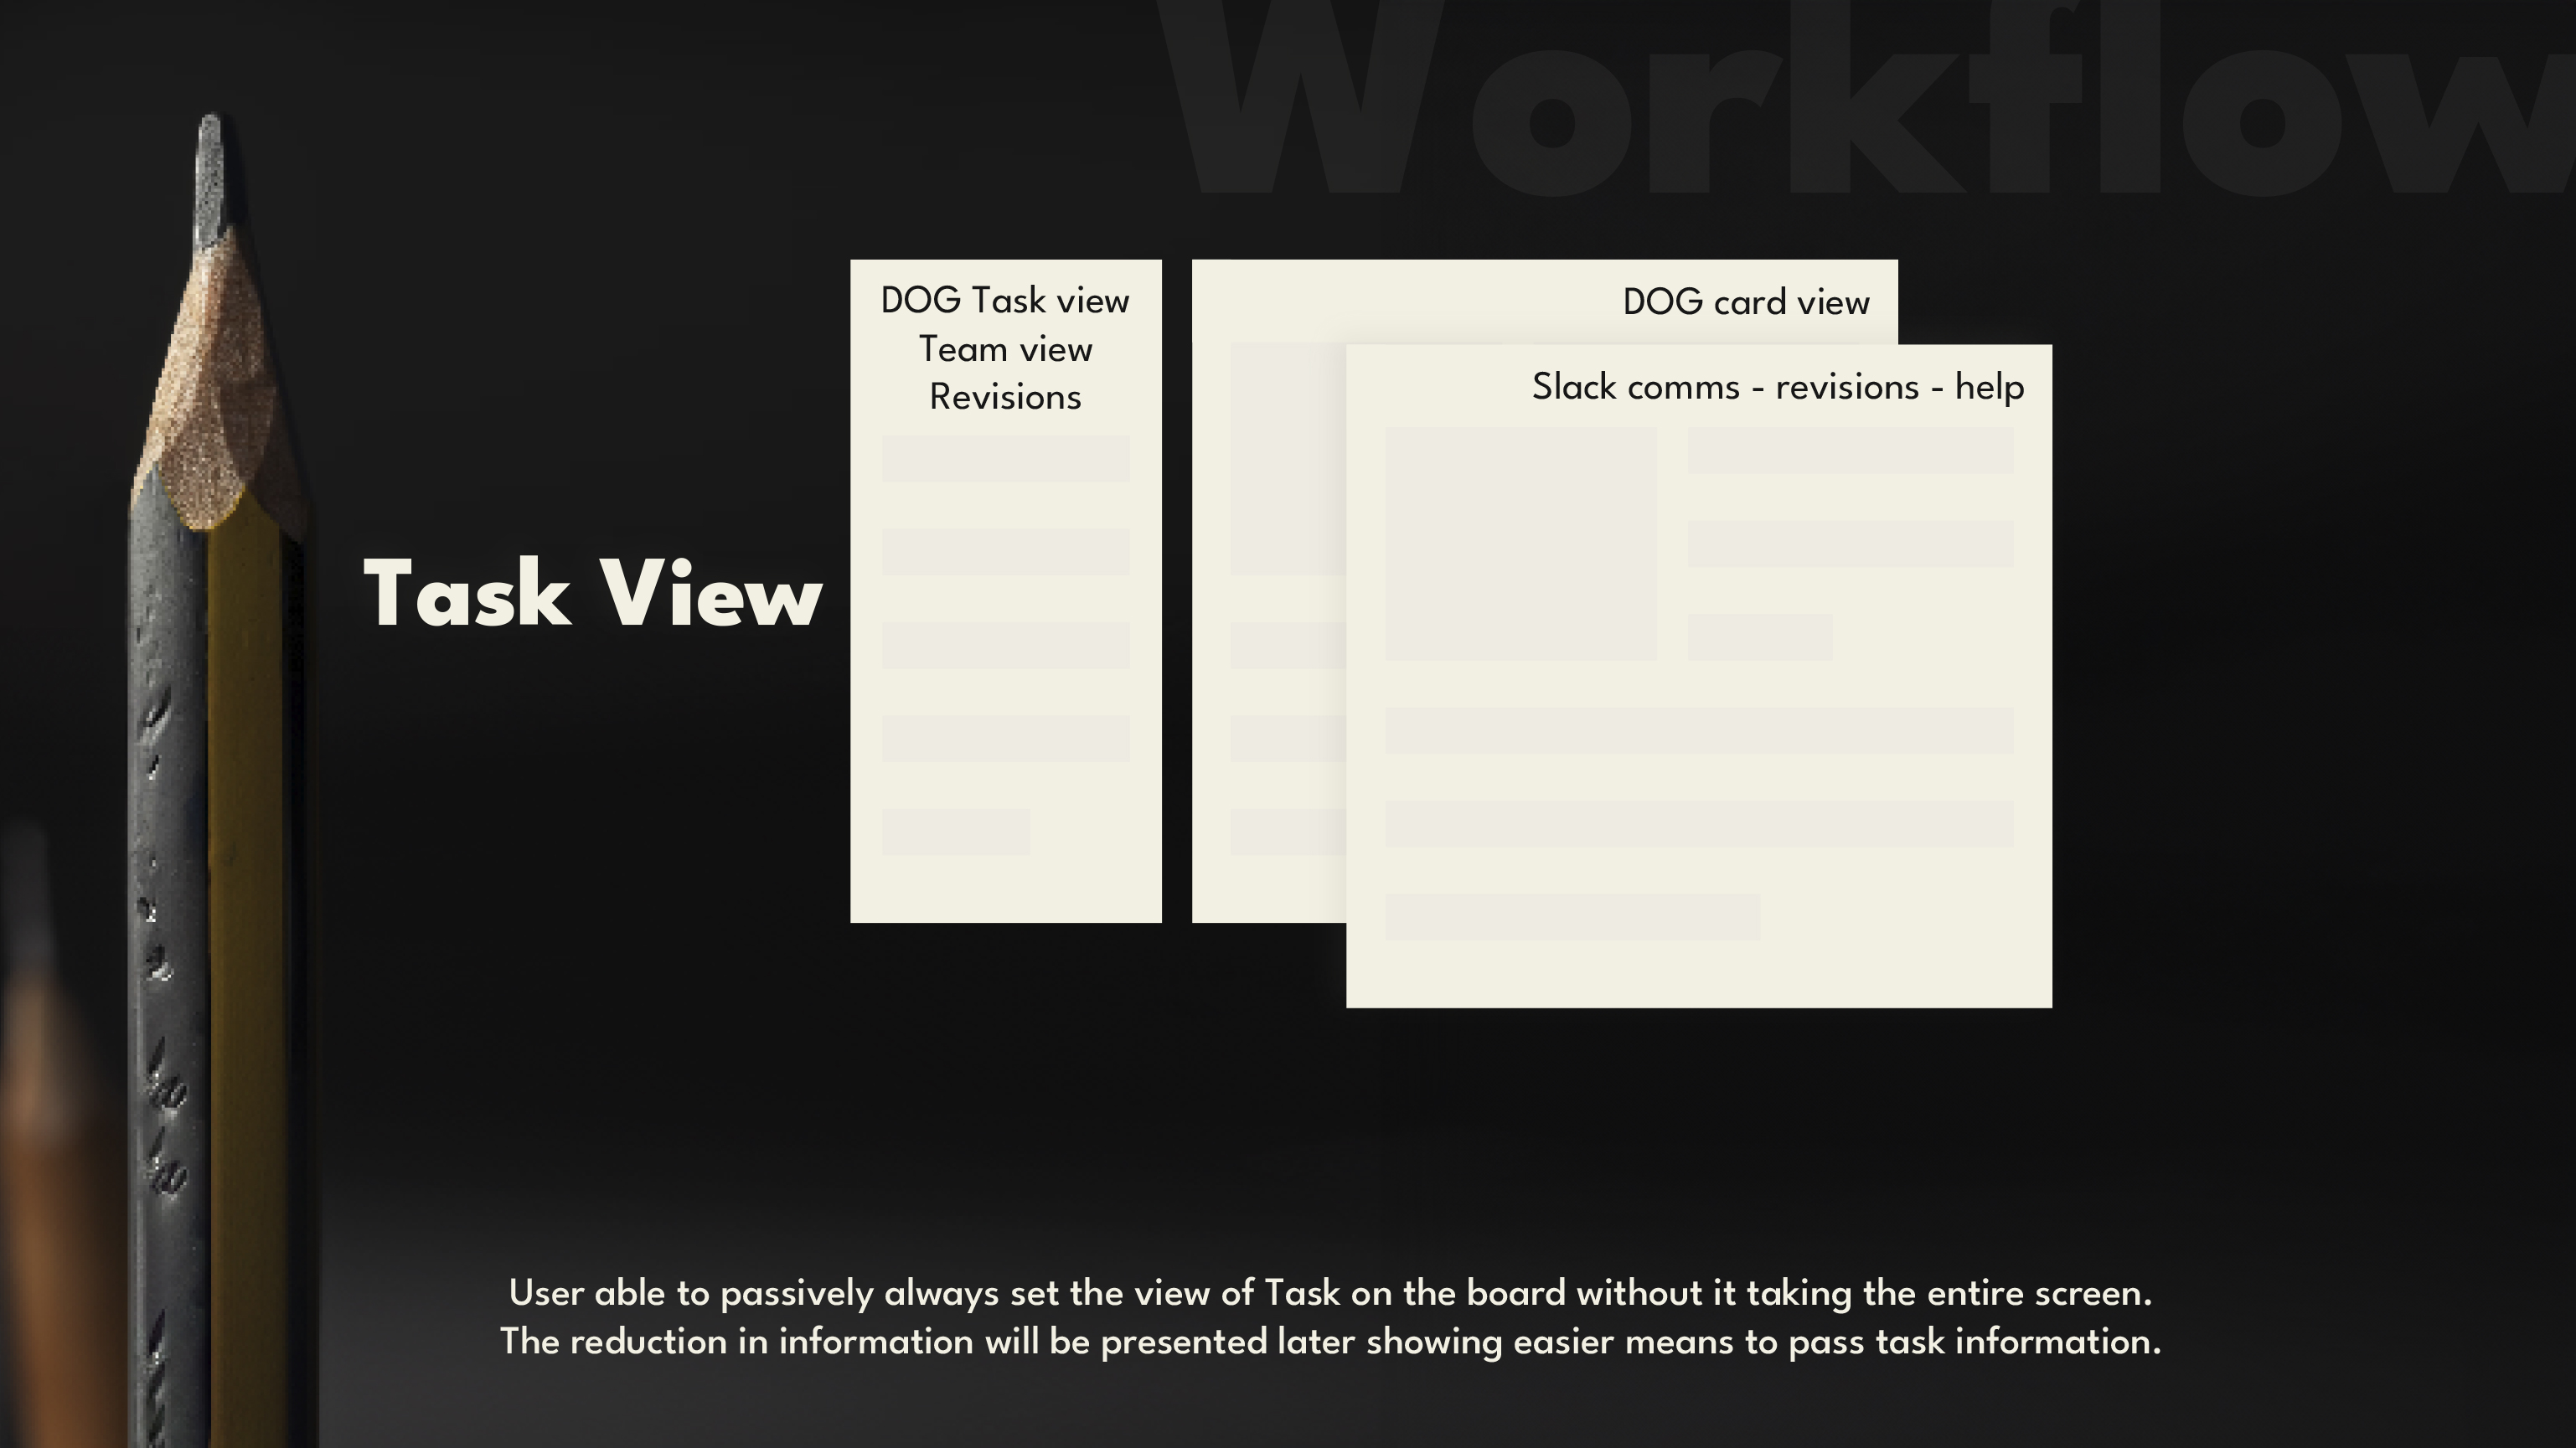 Workflow
DOG Task view
Team view
Revisions
DOG card view
Slack comms - revisions - help
Task View
User able to passively always set the view of Task on the board without it taking the entire screen.
The reduction in information will be presented later showing easier means to pass task information.